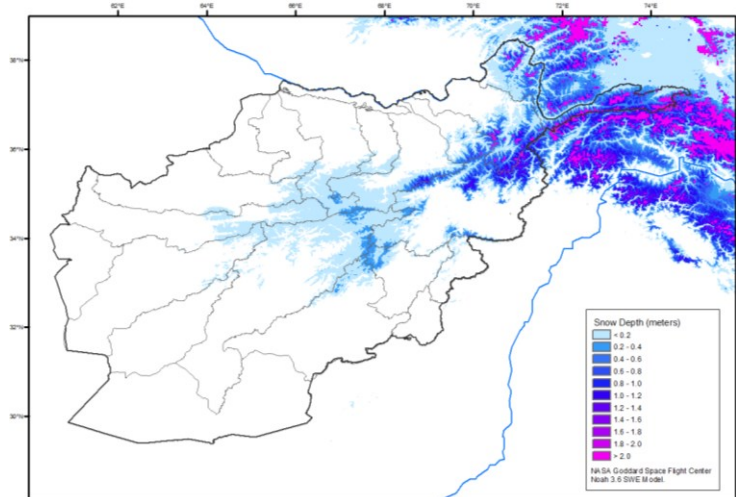 62°E 64°E 66°E 68°E 70°E 72°E 74°E
38°N
36°N
34°N
32°N
30°N
Snow Depth (meters)
< 0.2
0.2 - 0.4
0.4 - 0.6
0.6 - 0.8
0.8 - 1.0
1.0 - 1.2
1.2 - 1.4
1.4 - 1.6
1.6 - 1.8
1.8 - 2.0
> 2.0
NASA Goddard Space Flight Center
Noah 3.6 SWE Model.